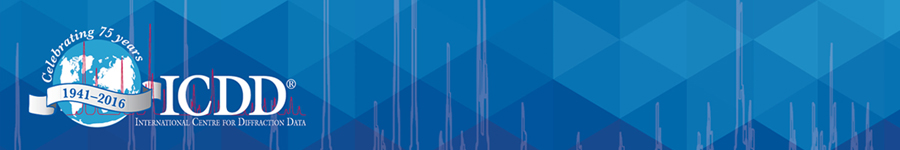 Celebrating 75 years
1941–2016
ICDD®
International Centre for Diffraction Data